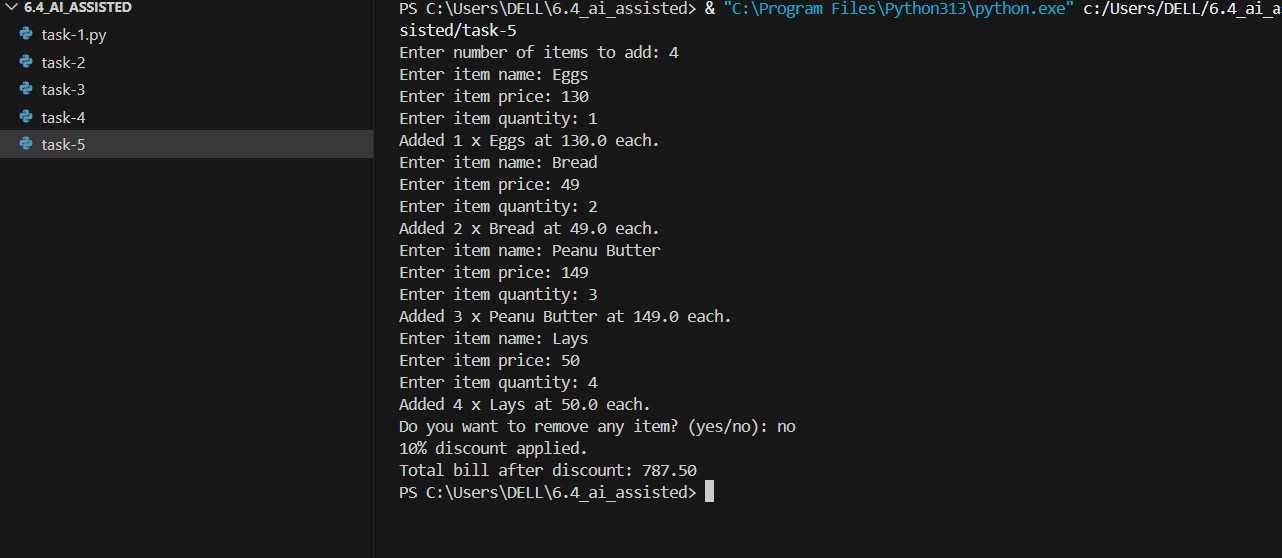 6.4_AI_ASSISTED
task-1.py
task-2
task-3
task-4
task-5
PS C:\Users\DELL\6.4_ai_assisted> & "C:\Program Files\Python313\python.exe" c:/Users/DELL/6.4_ai_as
sisted/task-5
Enter number of items to add: 4
Enter item name: Eggs
Enter item price: 130
Enter item quantity: 1
Added 1 x Eggs at 130.0 each.
Enter item name: Bread
Enter item price: 49
Enter item quantity: 2
Added 2 x Bread at 49.0 each.
Enter item name: Peanu Butter
Enter item price: 149
Enter item quantity: 3
Added 3 x Peanu Butter at 149.0 each.
Enter item name: Lays
Enter item price: 50
Enter item quantity: 4
Added 4 x Lays at 50.0 each.
Do you want to remove any item? (yes/no): no
10% discount applied.
Total bill after discount: 787.50
PS C:\Users\DELL\6.4_ai_assisted>